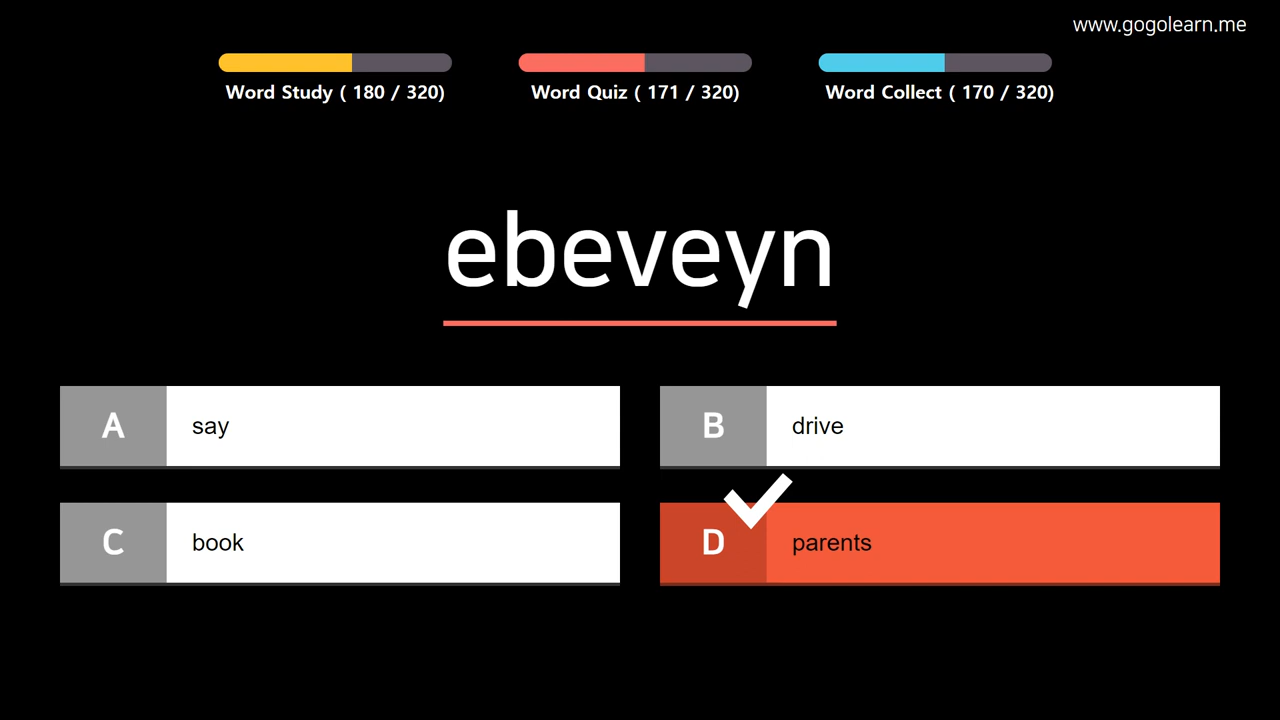 www.gogolearn.me
Word Study ( 180 / 320)
Word Quiz ( 171 / 320)
Word Collect ( 170 / 320)
ebeveyn
A say
B drive
C book
D parents